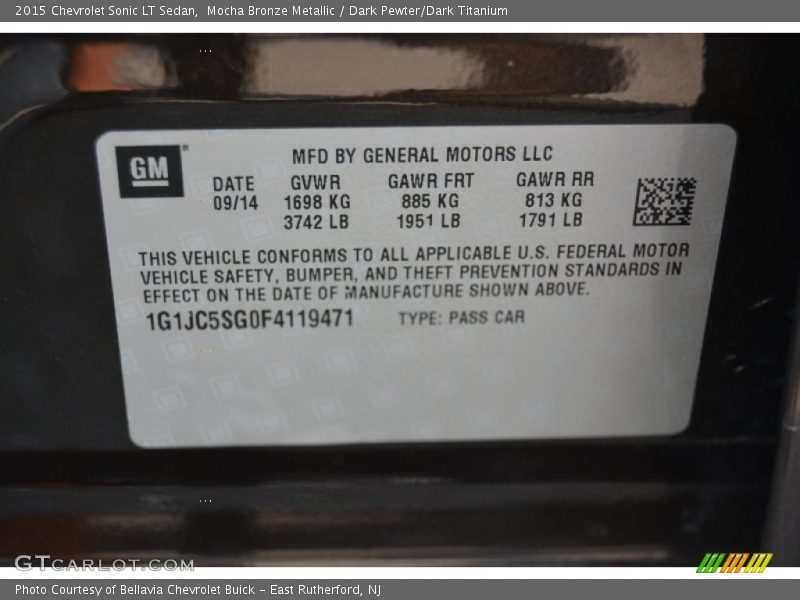 2015 Chevrolet Sonic LT Sedan,  Mocha Bronze Metallic / Dark Pewter/Dark Titanium
GM
MFD BY GENERAL MOTORS LLC
DATE GVWR GAWR FRT GAWR RR
09/14 1698 KG 885 KG 813 KG
3742 LB 1951 LB 1791 LB
THIS VEHICLE CONFORMS TO ALL APPLICABLE U.S. FEDERAL MOTOR
VEHICLE SAFETY, BUMPER, AND THEFT PREVENTION STANDARDS IN
EFFECT ON THE DATE OF MANUFACTURE SHOWN ABOVE.
1G1JC5SG0F4119471 TYPE: PASS CAR
GTCARLOT.COM
Photo Courtesy of Bellavia Chevrolet Buick – East Rutherford, NJ